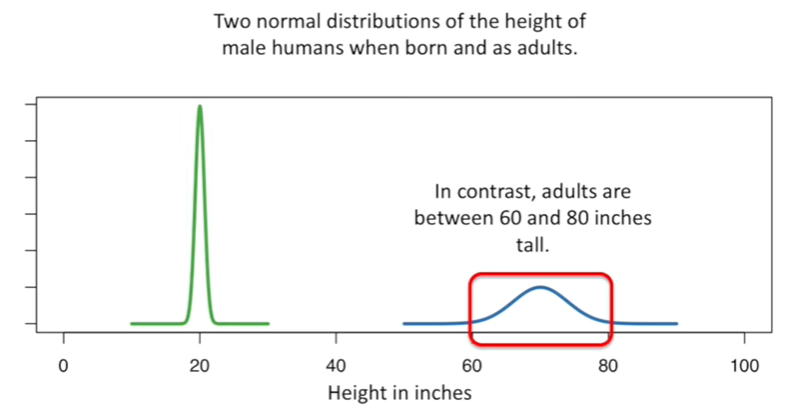 Two normal distributions of the height of
male humans when born and as adults.
In contrast, adults are
between 60 and 80 inches
tall.
0 20 40 60 80 100
Height in inches